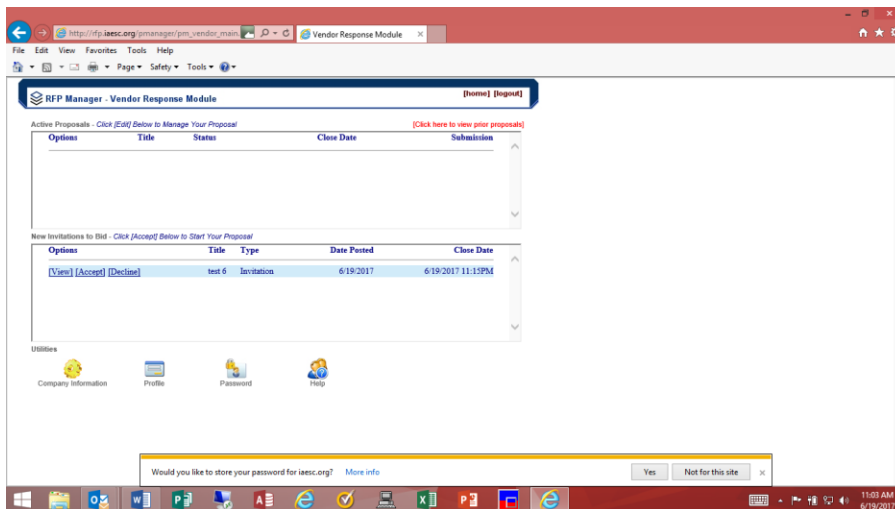 http://rfp.iaesc.org/pmanager/pm_vendor_main.
Vendor Response Module
File Edit View Favorites Tools Help
Page Safety Tools
RFP Manager - Vendor Response Module
[home] [logout]
Active Proposals - Click [Edit] Below to Manage Your Proposal
[Click here to view prior proposals]
Options Title Status Close Date Submission
New Invitations to Bid - Click [Accept] Below to Start Your Proposal
Options Title Type Date Posted Close Date
[View] [Accept] [Decline] test 6 Invitation 6/19/2017 6/19/2017 11:15PM
Utilities
Company Information Profile Password Help
Would you like to store your password for iaesc.org? More info Yes Not for this site
11:03 AM
6/19/2017